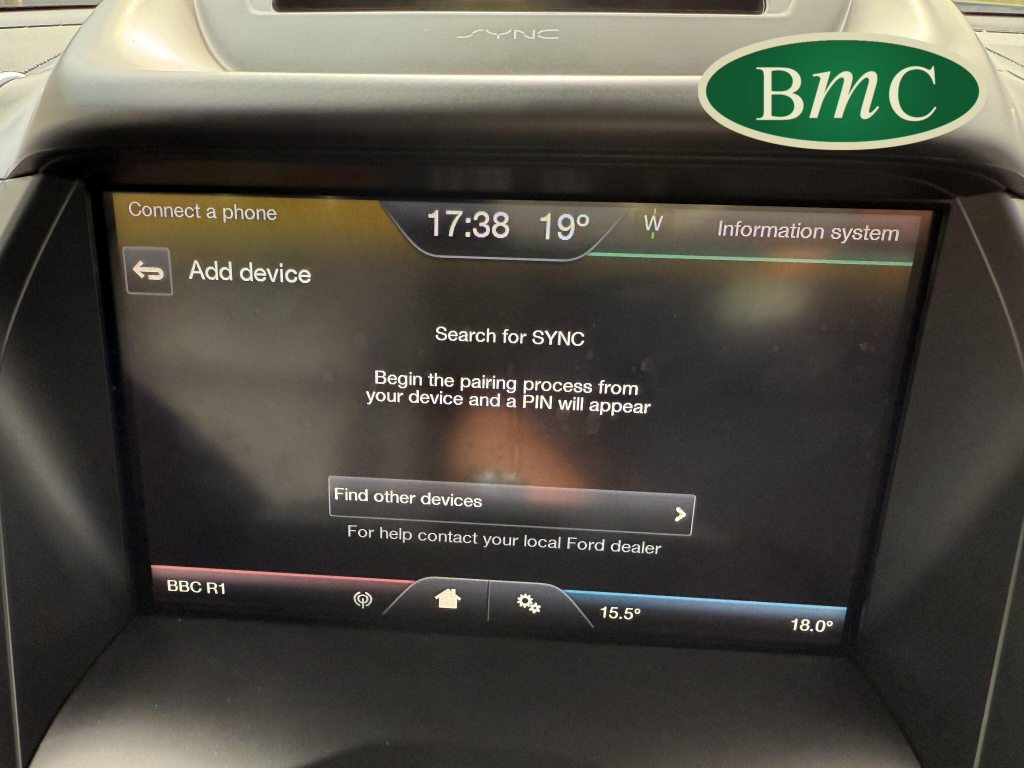 SYNC
BmC
Connect a phone
17:38 19°
W
Information system
Add device
Search for SYNC
Begin the pairing process from
your device and a PIN will appear
Find other devices
For help contact your local Ford dealer
BBC R1
15.5°
18.0°